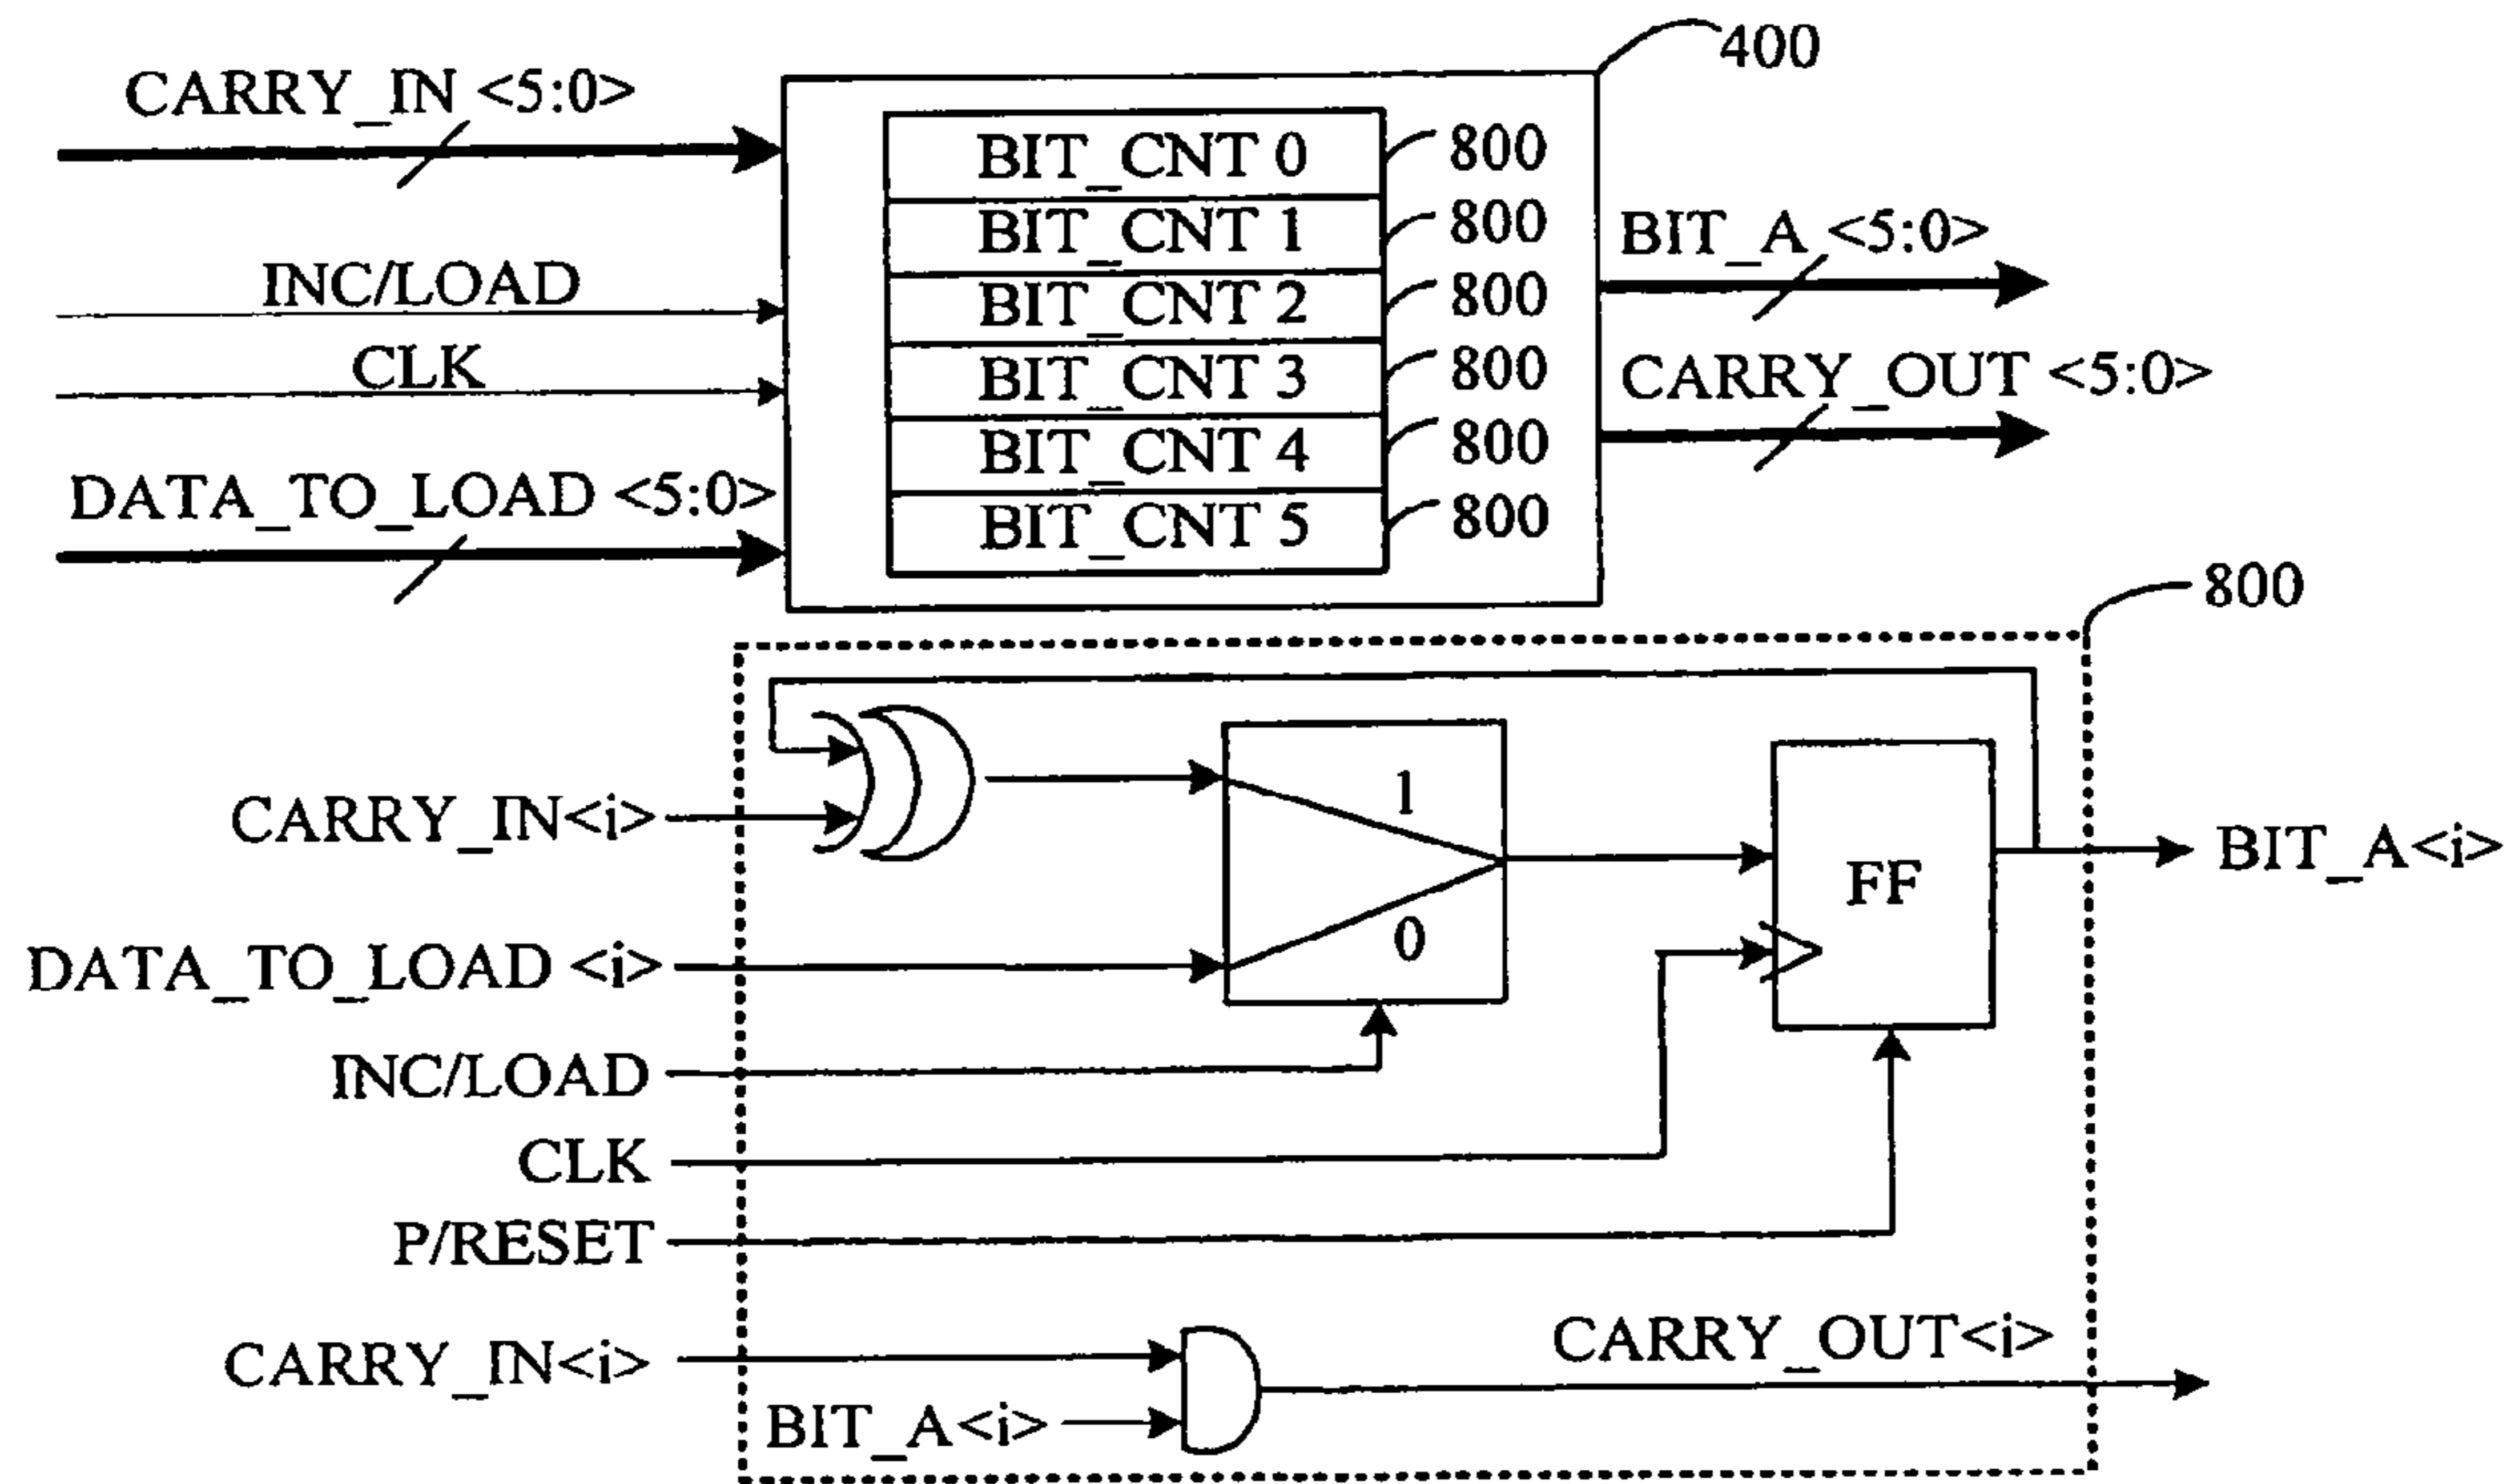 400
CARRY_IN <5:0>
BIT_CNT 0
800
BIT_CNT 1
800
BIT_A <5:0>
INC/LOAD
BIT_CNT 2
800
CLK
BIT_CNT 3
800
CARRY_OUT <5:0>
BIT_CNT 4
800
DATA_TO_LOAD <5:0>
BIT_CNT 5
800
800
1
CARRY_IN<i>
FF
BIT_A<i>
0
DATA_TO_LOAD <i>
INC/LOAD
CLK
P/RESET
CARRY_OUT<i>
CARRY_IN<i>
BIT_A<i>